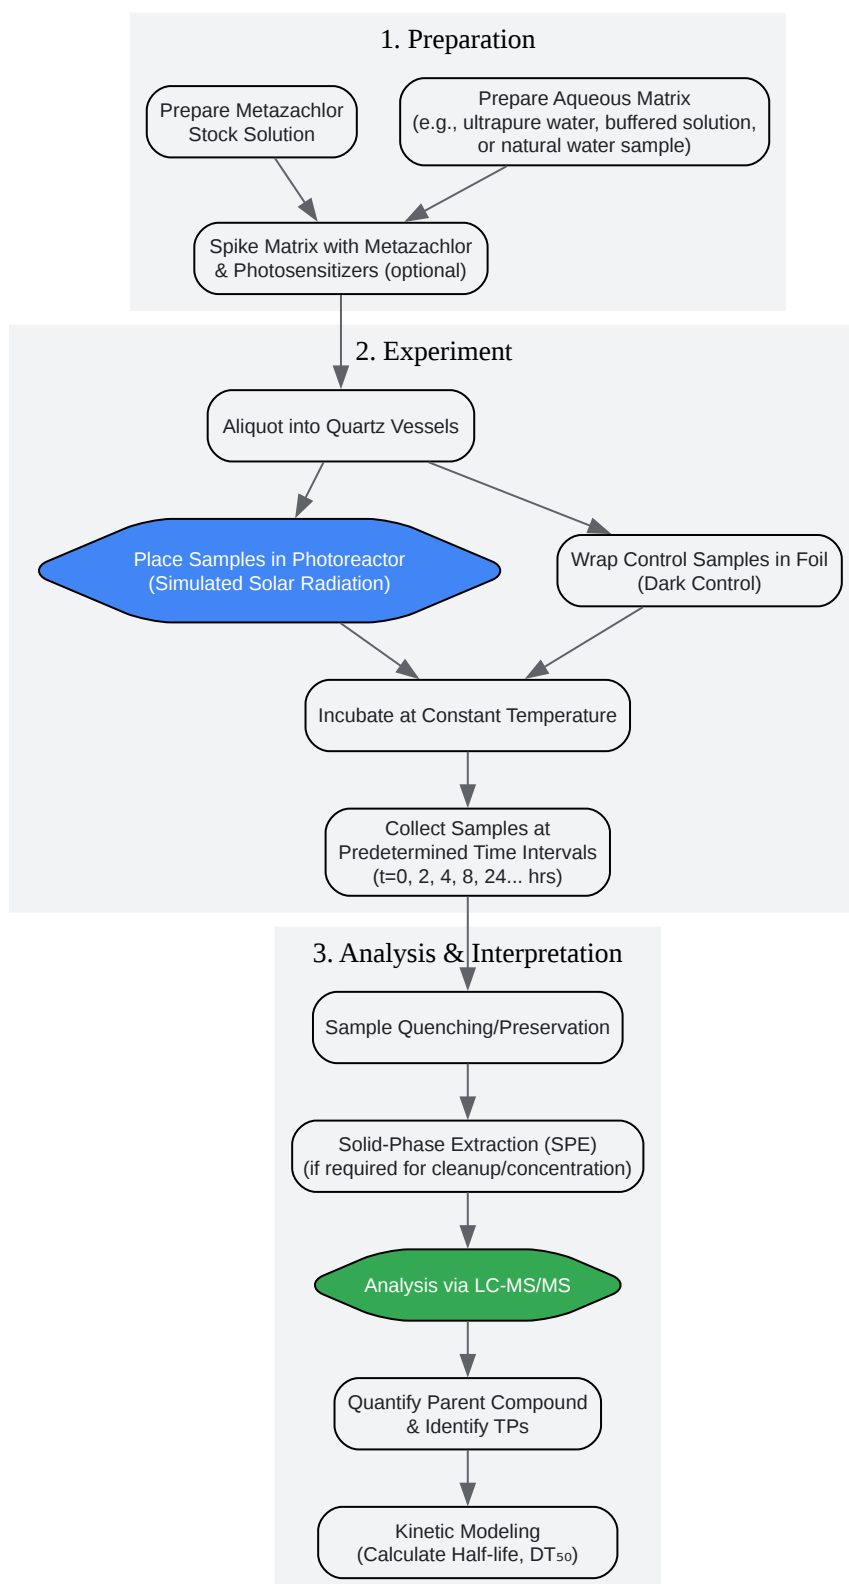 1. Preparation
Prepare Metazachlor
Stock Solution
Prepare Aqueous Matrix
(e.g., ultrapure water, buffered solution,
or natural water sample)
Spike Matrix with Metazachlor
& Photosensitizers (optional)
2. Experiment
Aliquot into Quartz Vessels
Place Samples in Photoreactor
(Simulated Solar Radiation)
Wrap Control Samples in Foil
(Dark Control)
Incubate at Constant Temperature
Collect Samples at
Predetermined Time Intervals
(t=0, 2, 4, 8, 24... hrs)
3. Analysis & Interpretation
Sample Quenching/Preservation
Solid-Phase Extraction (SPE)
(if required for cleanup/concentration)
Analysis via LC-MS/MS
Quantify Parent Compound
& Identify TPs
Kinetic Modeling
(Calculate Half-life, DT₅₀)